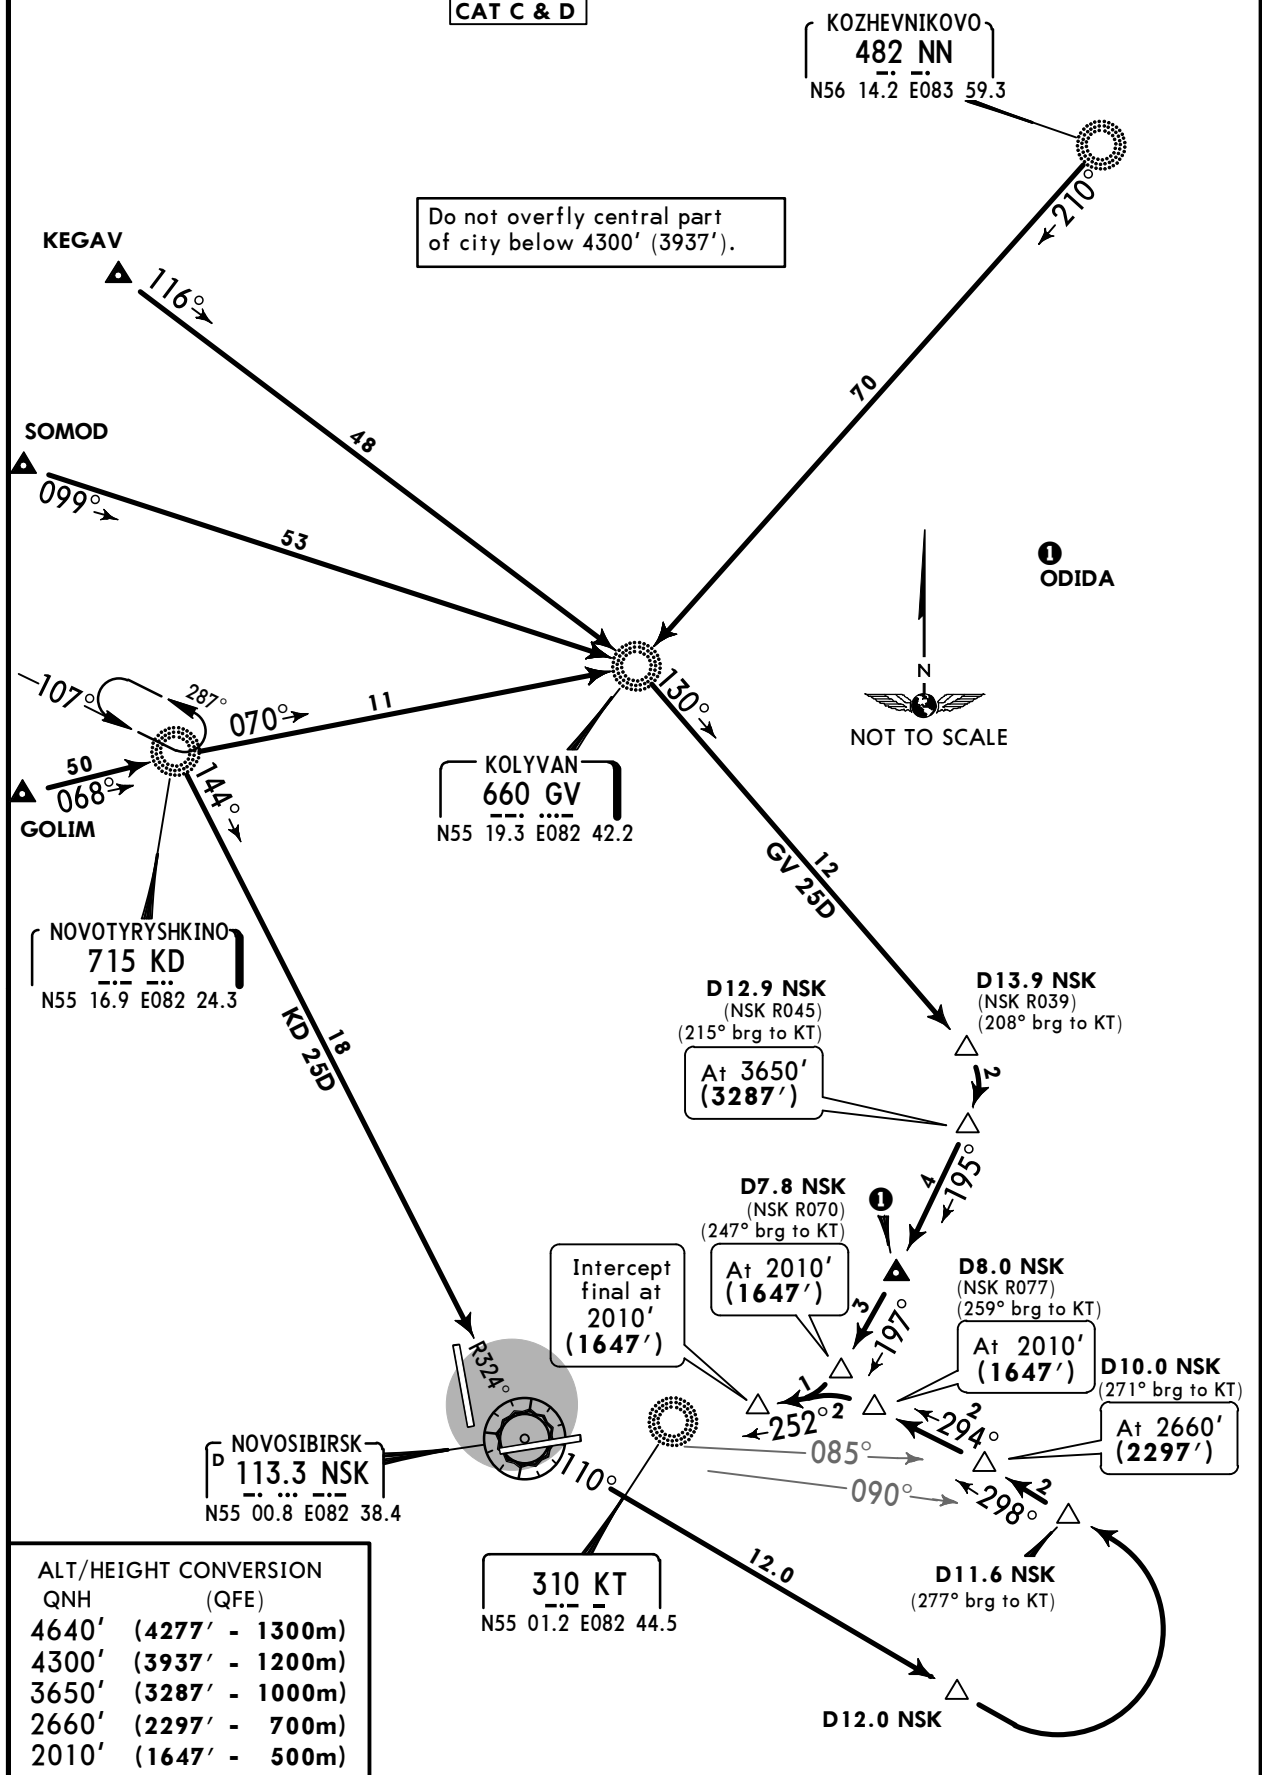 CAT C & D
KOZHEVNIKOVO
482 NN
N56 14.2 E083 59.3
210°
Do not overfly central part
of city below 4300' (3937').
KEGAV
116°
48
70
SOMOD
099°
53
1
ODIDA
N
NOT TO SCALE
107°
287°
070°
11
130°
50
068°
GOLIM
144°
KOLYVAN
660 GV
N55 19.3 E082 42.2
12
GV 25D
NOVOTYRYSHKINO
715 KD
N55 16.9 E082 24.3
18
KD 25D
D12.9 NSK
(NSK R045)
(215° brg to KT)
At 3650'
(3287')
D13.9 NSK
(NSK R039)
(208° brg to KT)
2
4
195°
D7.8 NSK
(NSK R070)
(247° brg to KT)
At 2010'
(1647')
1
Intercept
final at
2010'
(1647')
3
197°
D8.0 NSK
(NSK R077)
(259° brg to KT)
At 2010'
(1647')
D10.0 NSK
(271° brg to KT)
At 2660'
(2297')
R324°
1
252°
2
2
294°
085°
090°
2
298°
NOVOSIBIRSK
D
113.3 NSK
N55 00.8 E082 38.4
110°
12.0
310 KT
N55 01.2 E082 44.5
D11.6 NSK
(277° brg to KT)
D12.0 NSK
ALT/HEIGHT CONVERSION
QNH (QFE)
4640' (4277' - 1300m)
4300' (3937' - 1200m)
3650' (3287' - 1000m)
2660' (2297' - 700m)
2010' (1647' - 500m)